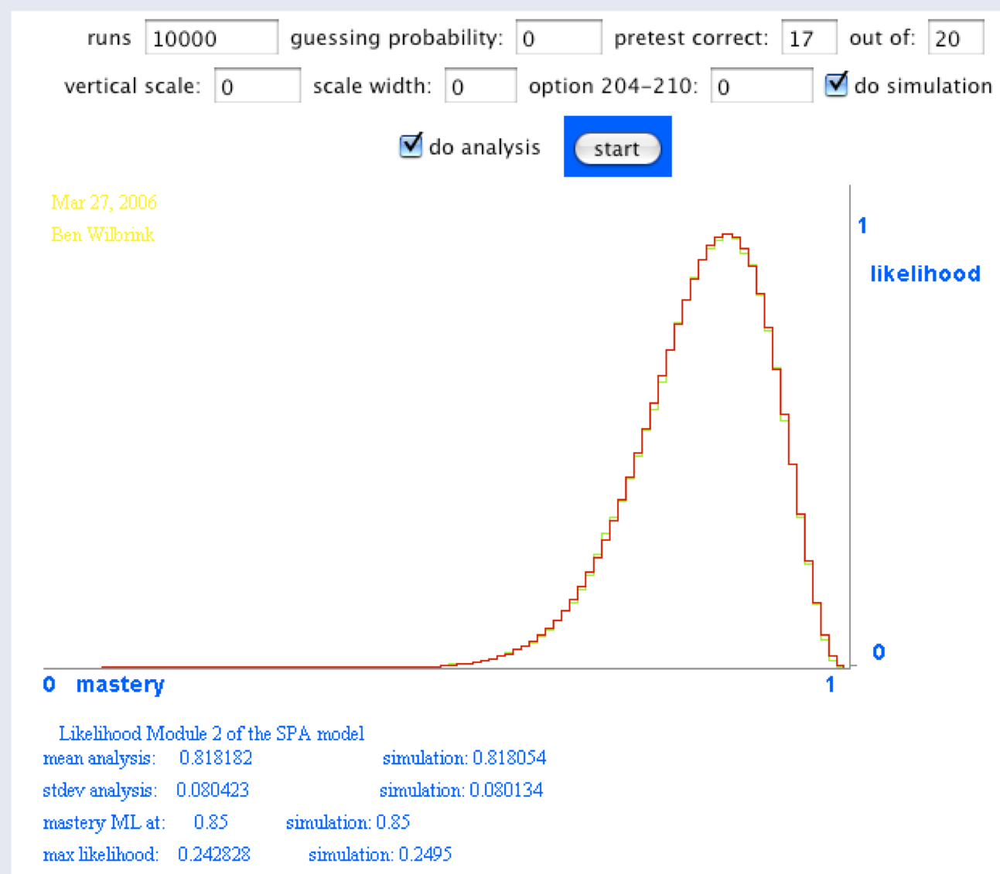 runs 10000 guessing probability: 0 pretest correct: 17 out of: 20
vertical scale: 0 scale width: 0 option 204-210: 0 do simulation
do analysis start
Mar 27, 2006
Ben Wilbrink
1
likelihood
0
0 mastery 1
Likelihood Module 2 of the SPA model
mean analysis: 0.818182 simulation: 0.818054
stdev analysis: 0.080423 simulation: 0.080134
mastery ML at: 0.85 simulation: 0.85
max likelihood: 0.242828 simulation: 0.2495